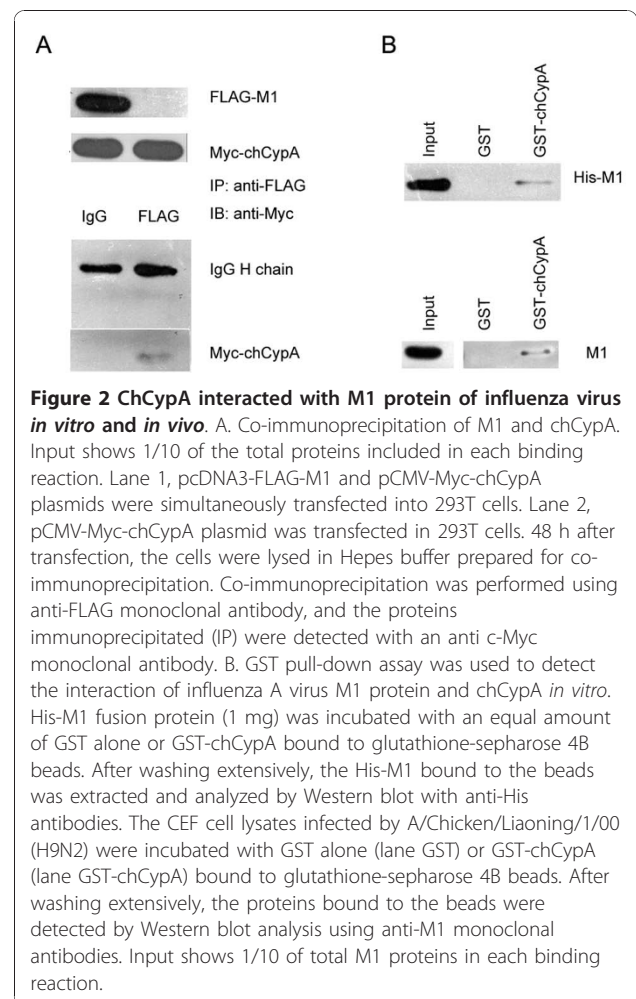 A
B
FLAG-M1
Myc-chCypA
IP: anti-FLAG
IgG FLAG IB: anti-Myc
IgG H chain
Myc-chCypA
Input GST GST-chCypA
His-M1
Input GST GST-chCypA
M1
Figure 2 ChCypA interacted with M1 protein of influenza virus
in vitro and in vivo. A. Co-immunoprecipitation of M1 and chCypA.
Input shows 1/10 of the total proteins included in each binding
reaction. Lane 1, pcDNA3-FLAG-M1 and pCMV-Myc-chCypA
plasmids were simultaneously transfected into 293T cells. Lane 2,
pCMV-Myc-chCypA plasmid was transfected in 293T cells. 48 h after
transfection, the cells were lysed in Hepes buffer prepared for co-
immunoprecipitation. Co-immunoprecipitation was performed using
anti-FLAG monoclonal antibody, and the proteins
immunoprecipitated (IP) were detected with an anti c-Myc
monoclonal antibody. B. GST pull-down assay was used to detect
the interaction of influenza A virus M1 protein and chCypA in vitro.
His-M1 fusion protein (1 mg) was incubated with an equal amount
of GST alone or GST-chCypA bound to glutathione-sepharose 4B
beads. After washing extensively, the His-M1 bound to the beads
was extracted and analyzed by Western blot with anti-His
antibodies. The CEF cell lysates infected by A/Chicken/Liaoning/1/00
(H9N2) were incubated with GST alone (lane GST) or GST-chCypA
(lane GST-chCypA) bound to glutathione-sepharose 4B beads. After
washing extensively, the proteins bound to the beads were
detected by Western blot analysis using anti-M1 monoclonal
antibodies. Input shows 1/10 of total M1 proteins in each binding
reaction.